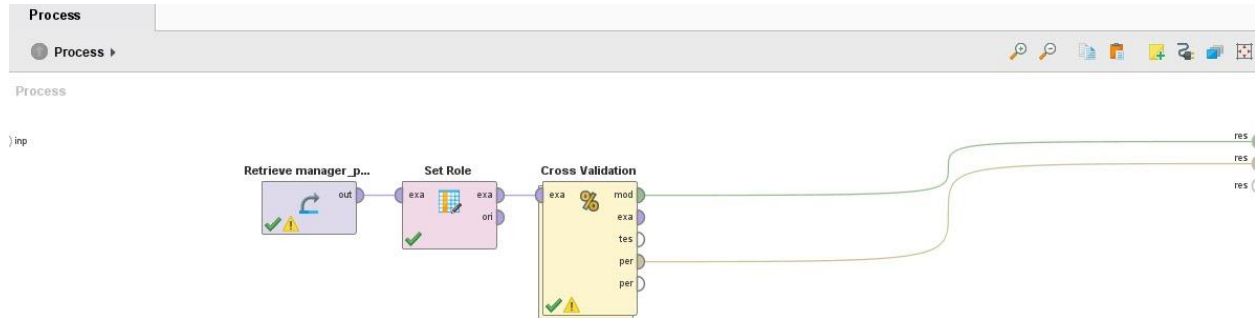 Process
Process
Process
inp
res
res
res
Retrieve manager_p...
out
Set Role
exa
exa
ori
Cross Validation
exa
%
mod
exa
tes
per
per